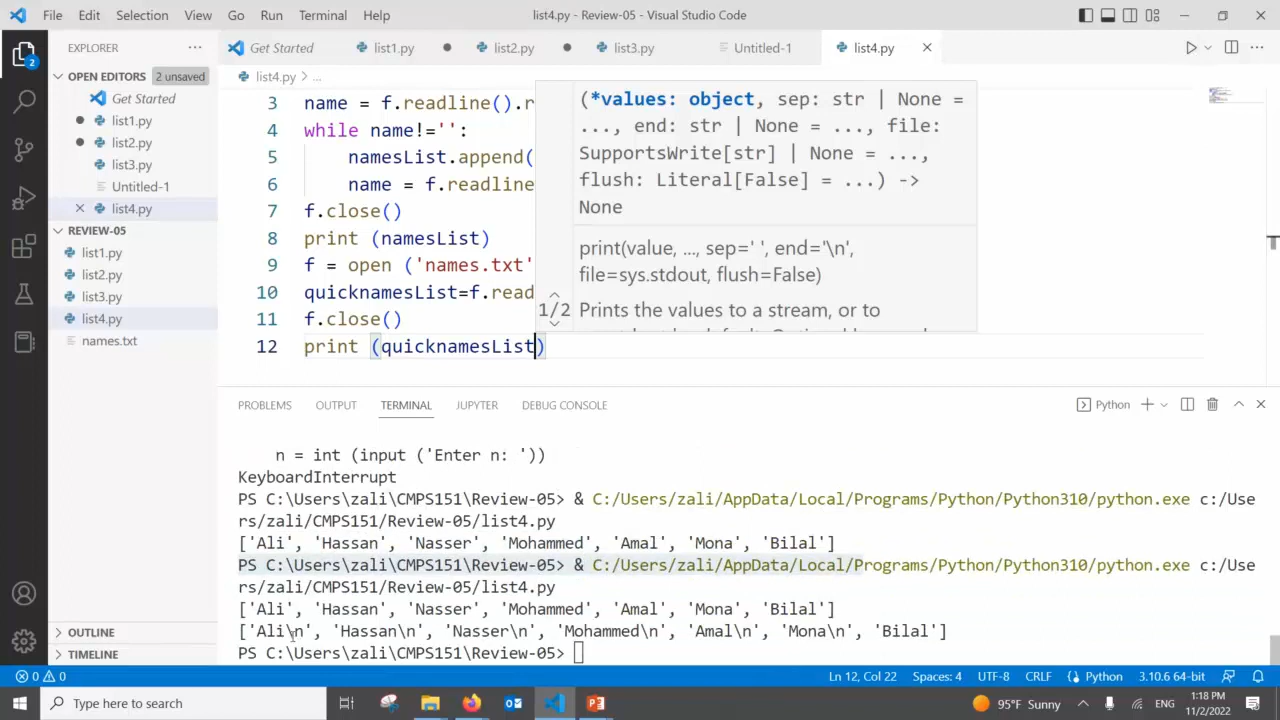 File Edit Selection View Go Run Terminal Help list4.py - Review-05 - Visual Studio Code
EXPLORER ...
Get Started list1.py list2.py list3.py Untitled-1 list4.py
OPEN EDITORS 2 unsaved
Get Started
list1.py
list2.py
list3.py
Untitled-1
list4.py
REVIEW-05
list1.py
list2.py
list3.py
list4.py
names.txt
OUTLINE
TIMELINE
2
list4.py > ...
3 name = f.readline().r
4 while name!='':
5 namesList.append(
6 name = f.readline
7 f.close()
8 print (namesList)
9 f = open ('names.txt'
10 quicknamesList=f.read
11 f.close()
12 print (quicknamesList)
(*values: object, sep: str | None =
..., end: str | None = ..., file:
SupportsWrite[str] | None = ...,
flush: Literal[False] = ...) ->
None
print(value, ..., sep=' ', end='\n',
file=sys.stdout, flush=False)
1/2 Prints the values to a stream, or to
PROBLEMS OUTPUT TERMINAL JUPYTER DEBUG CONSOLE Python
n = int (input ('Enter n: '))
KeyboardInterrupt
PS C:\Users\zali\CMPS151\Review-05> & C:/Users/zali/AppData/Local/Programs/Python/Python310/python.exe c:/Use
rs/zali/CMPS151/Review-05/list4.py
['Ali', 'Hassan', 'Nasser', 'Mohammed', 'Amal', 'Mona', 'Bilal']
PS C:\Users\zali\CMPS151\Review-05> & C:/Users/zali/AppData/Local/Programs/Python/Python310/python.exe c:/Use
rs/zali/CMPS151/Review-05/list4.py
['Ali', 'Hassan', 'Nasser', 'Mohammed', 'Amal', 'Mona', 'Bilal']
['Ali\n', 'Hassan\n', 'Nasser\n', 'Mohammed\n', 'Amal\n', 'Mona\n', 'Bilal']
PS C:\Users\zali\CMPS151\Review-05>
0 0 Ln 12, Col 22 Spaces: 4 UTF-8 CRLF Python 3.10.6 64-bit
Type here to search 95°F Sunny ENG 1:18 PM
11/2/2022